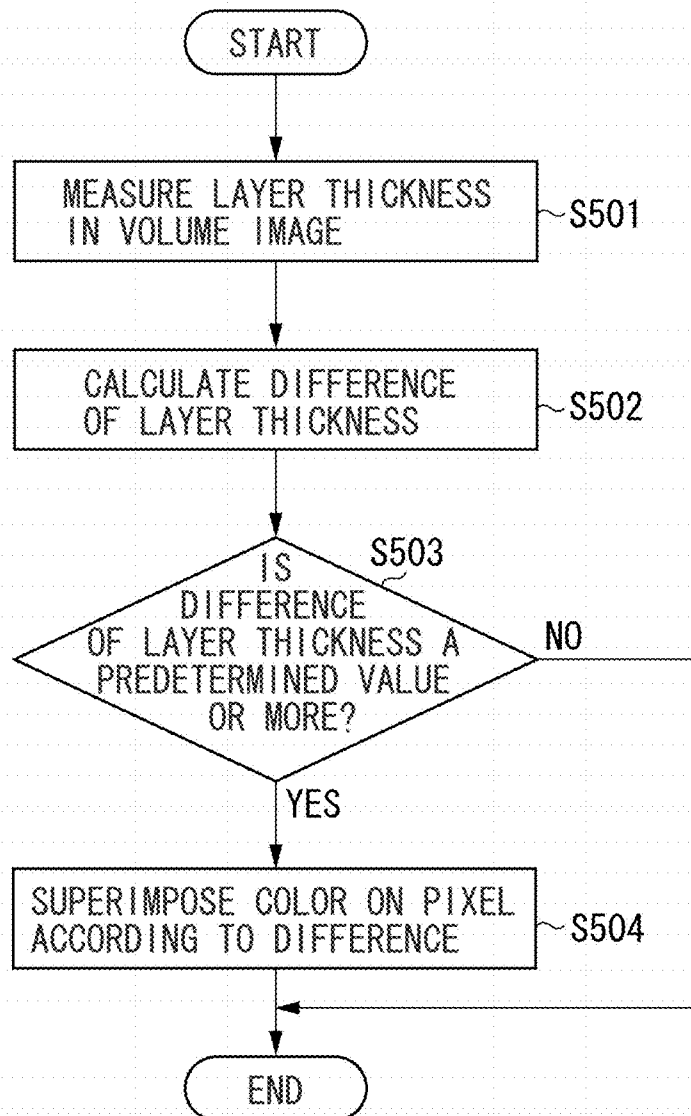 START
MEASURE LAYER THICKNESS
IN VOLUME IMAGE
S501
CALCULATE DIFFERENCE
OF LAYER THICKNESS
S502
S503
IS
DIFFERENCE
OF LAYER THICKNESS A
PREDETERMINED VALUE
OR MORE?
NO
YES
SUPERIMPOSE COLOR ON PIXEL
ACCORDING TO DIFFERENCE
S504
END